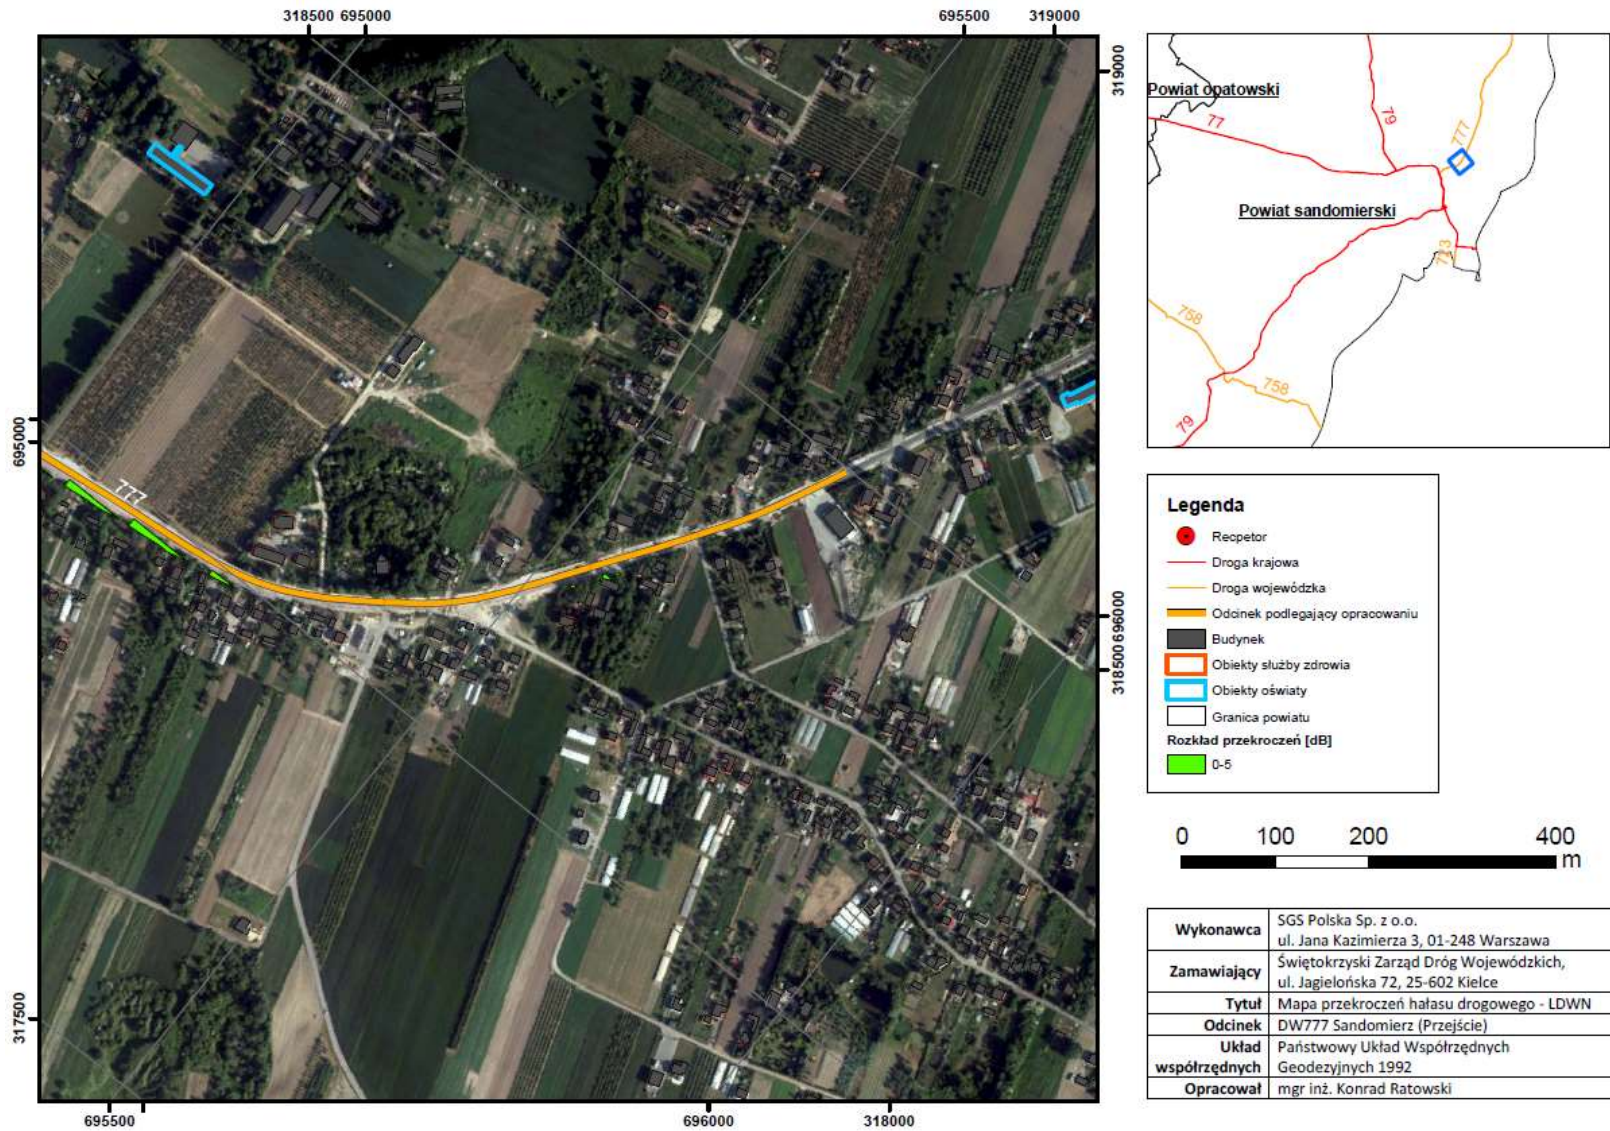 318500 695000
695500 319000
319000
695000
317500
318500 696000
695500
696000
318000
777
Powiat opatowski
77
79
777
Powiat sandomierski
723
758
758
79
Legenda
Recpetor
Droga krajowa
Droga wojewódzka
Odcinek podlegający opracowaniu
Budynek
Obiekty służby zdrowia
Obiekty oświaty
Granica powiatu
Rozkład przekroczeń [dB]
0-5
0 100 200 400
m
Wykonawca SGS Polska Sp. z o.o.
ul. Jana Kazimierza 3, 01-248 Warszawa
Zamawiający Świętokrzyski Zarząd Dróg Wojewódzkich,
ul. Jagielońska 72, 25-602 Kielce
Tytuł Mapa przekroczeń hałasu drogowego - LDWN
Odcinek DW777 Sandomierz (Przejście)
Układ Państwowy Układ Współrzędnych
współrzędnych Geodezyjnych 1992
Opracował mgr inż. Konrad Ratowski